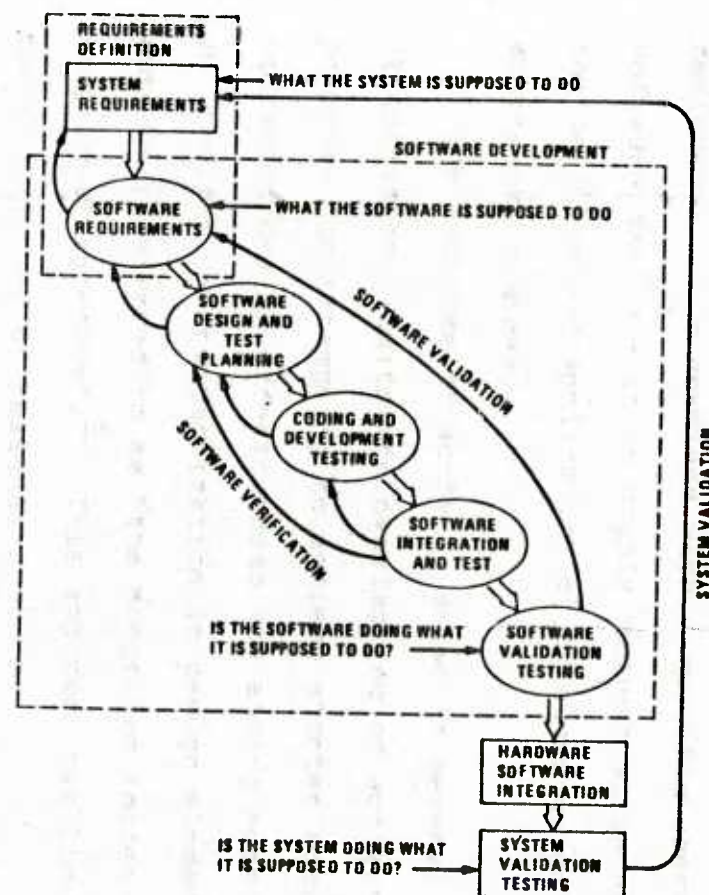 REQUIREMENTS
DEFINITION
SYSTEM
REQUIREMENTS
WHAT THE SYSTEM IS SUPPOSED TO DO
SOFTWARE DEVELOPMENT
SOFTWARE
REQUIREMENTS
WHAT THE SOFTWARE IS SUPPOSED TO DO
SOFTWARE
DESIGN AND
TEST
PLANNING
SOFTWARE VALIDATION
CODING AND
DEVELOPMENT
TESTING
SOFTWARE VERIFICATION
SOFTWARE
INTEGRATION
AND TEST
SYSTEM VALIDATION
IS THE SOFTWARE DOING WHAT
IT IS SUPPOSED TO DO?
SOFTWARE
VALIDATION
TESTING
HARDWARE
SOFTWARE
INTEGRATION
IS THE SYSTEM DOING WHAT
IT IS SUPPOSED TO DO?
SYSTEM
VALIDATION
TESTING